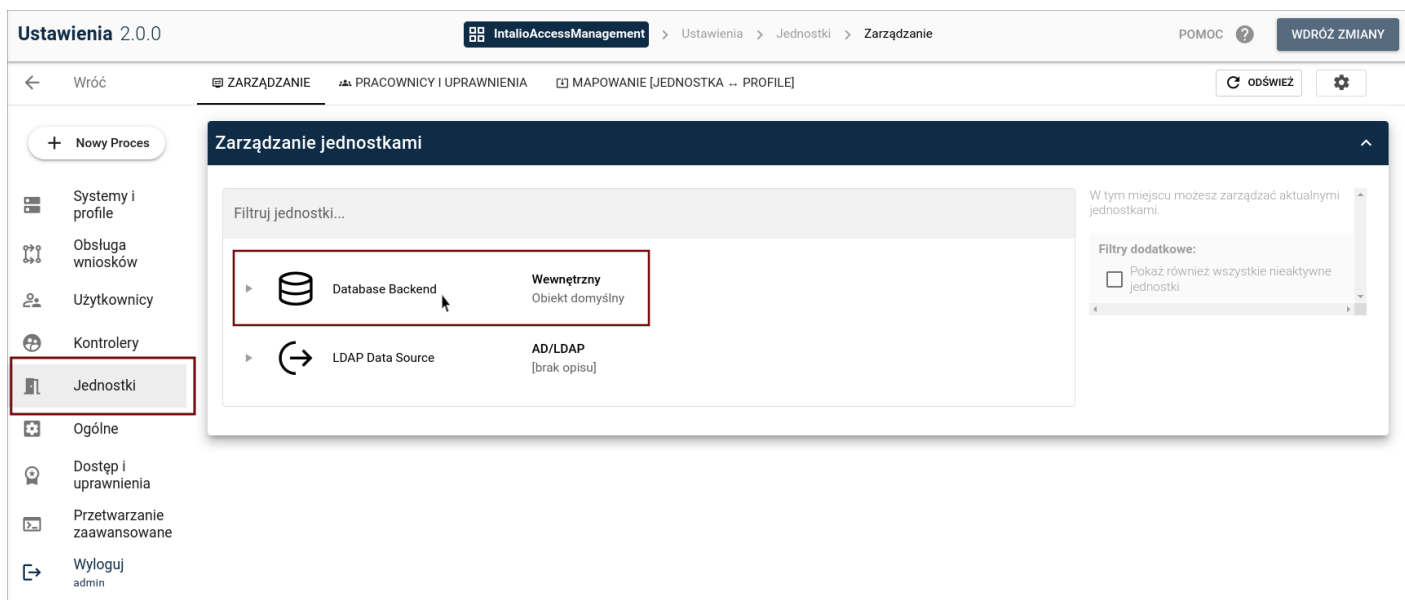 Ustawienia 2.0.0
IntalioAccessManagement > Ustawienia > Jednostki > Zarządzanie
POMOC
WDRÓŻ ZMIANY
Wróć
ZARZĄDZANIE
PRACOWNICY I UPRAWNIENIA
MAPOWANIE [JEDNOSTKA ↔ PROFILE]
ODŚWIEŻ
+ Nowy Proces
Systemy i
profile
Obsługa
wniosków
Użytkownicy
Kontrolery
Jednostki
Ogólne
Dostęp i
uprawnienia
Przetwarzanie
zaawansowane
Wyloguj
admin
Zarządzanie jednostkami
Filtruj jednostki...
Database Backend
Wewnętrzny
Obiekt domyślny
LDAP Data Source
AD/LDAP
[brak opisu]
W tym miejscu możesz zarządzać aktualnymi
jednostkami.
Filtry dodatkowe:
Pokaż również wszystkie nieaktywne
jednostki